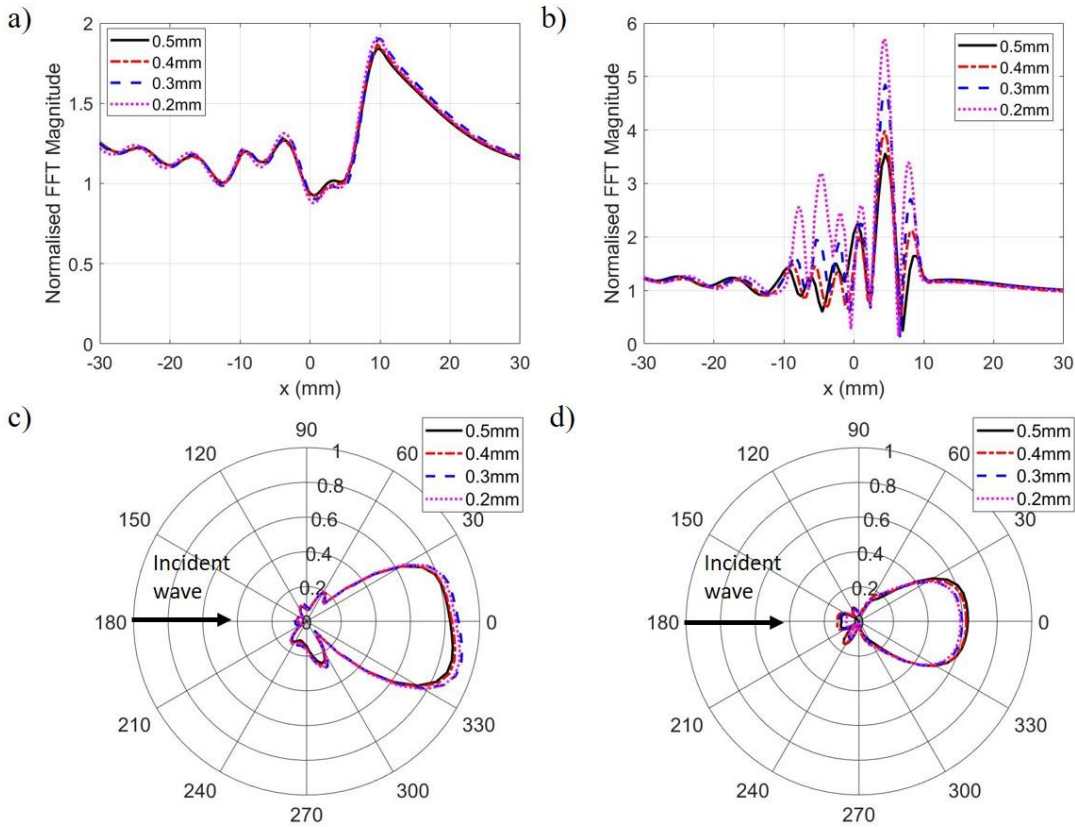 a)
Normalised FFT Magnitude
2
1.5
1
0.5
0
-30
-20
-10
0
10
20
30
x (mm)
0.5mm
0.4mm
0.3mm
0.2mm
b)
Normalised FFT Magnitude
6
5
4
3
2
1
0
-30
-20
-10
0
10
20
30
x (mm)
0.5mm
0.4mm
0.3mm
0.2mm
c)
90
60
30
0
330
300
270
240
210
180
150
120
1
0.8
0.6
0.4
0.2
0
Incident
wave
0.5mm
0.4mm
0.3mm
0.2mm
d)
90
60
30
0
330
300
270
240
210
180
150
120
1
0.8
0.6
0.4
0.2
0
Incident
wave
0.5mm
0.4mm
0.3mm
0.2mm